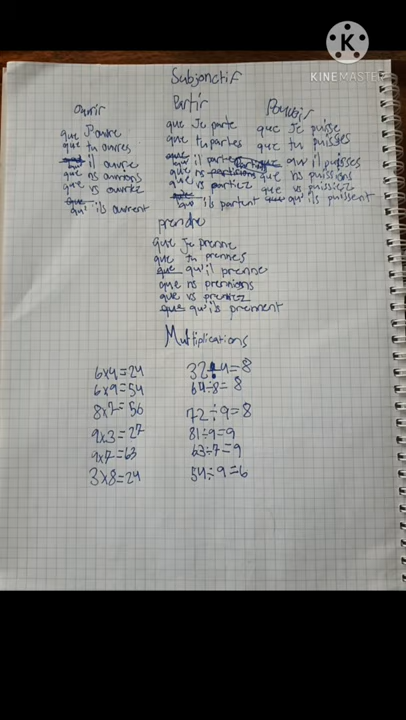 KINEMASTER
Subjonctif
ouvrir
que J'ouvre
que tu ouvres
qu'il ouvre
que ns ouvrions
que vs ouvriez
qu'ils ouvrent
Partir
que Je parte
que tu partes
qu'il parte
que ns partions
que vs partiez
qu'ils partent
Pouvoir
que Je puisse
que tu puisses
qu'il puisses
que ns puissions
que vs puissiez
qu'ils puissent
prendre
que Je prenne
que tu prennes
que qu'il prenne
que ns prennions
que vs preniez
que qu'ils prennent
Multiplications
6x4=24
6x9=54
8x7=56
9x3=27
9x7=63
3x8=24
32÷4=8
64÷8=8
72÷9=8
81÷9=9
63÷7=9
54÷9=6